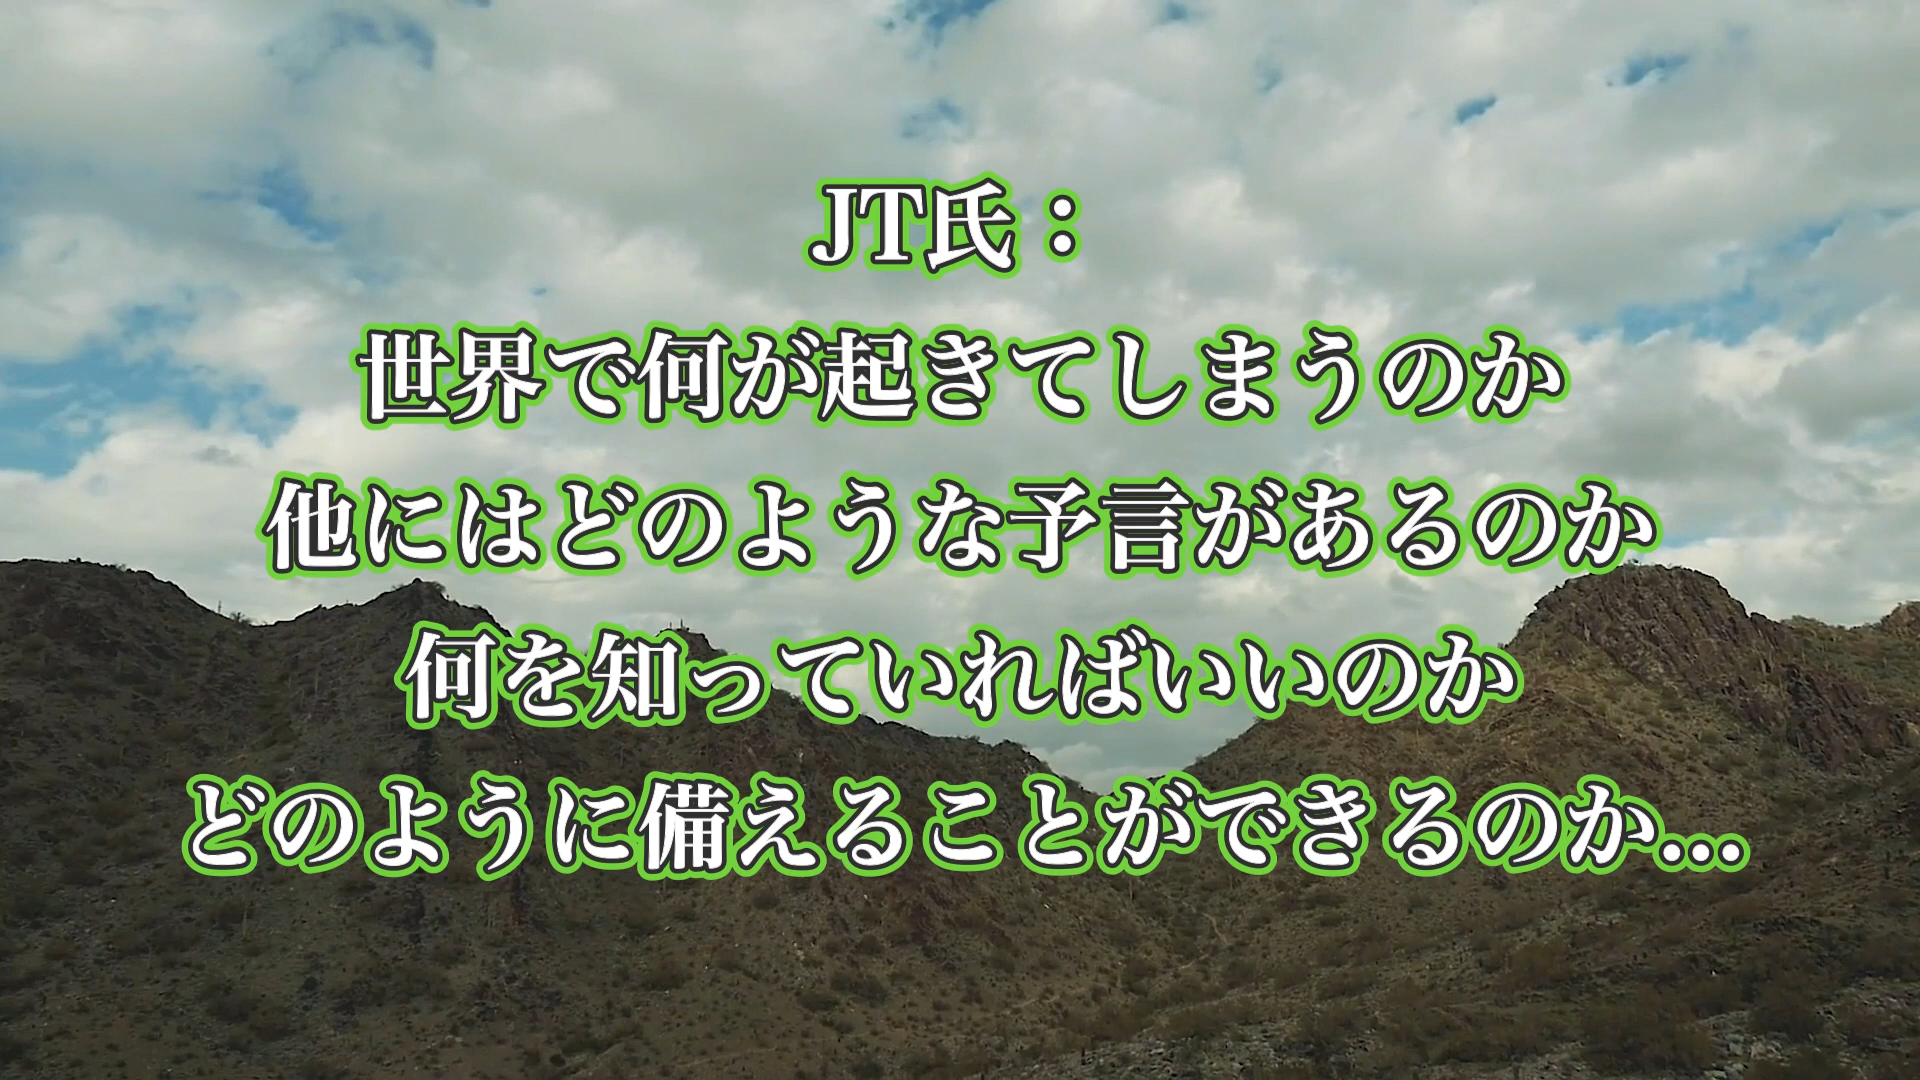 JT氏：
世界で何が起きてしまうのか
他にはどのような予言があるのか
何を知っていればいいのか
どのように備えることができるのか...